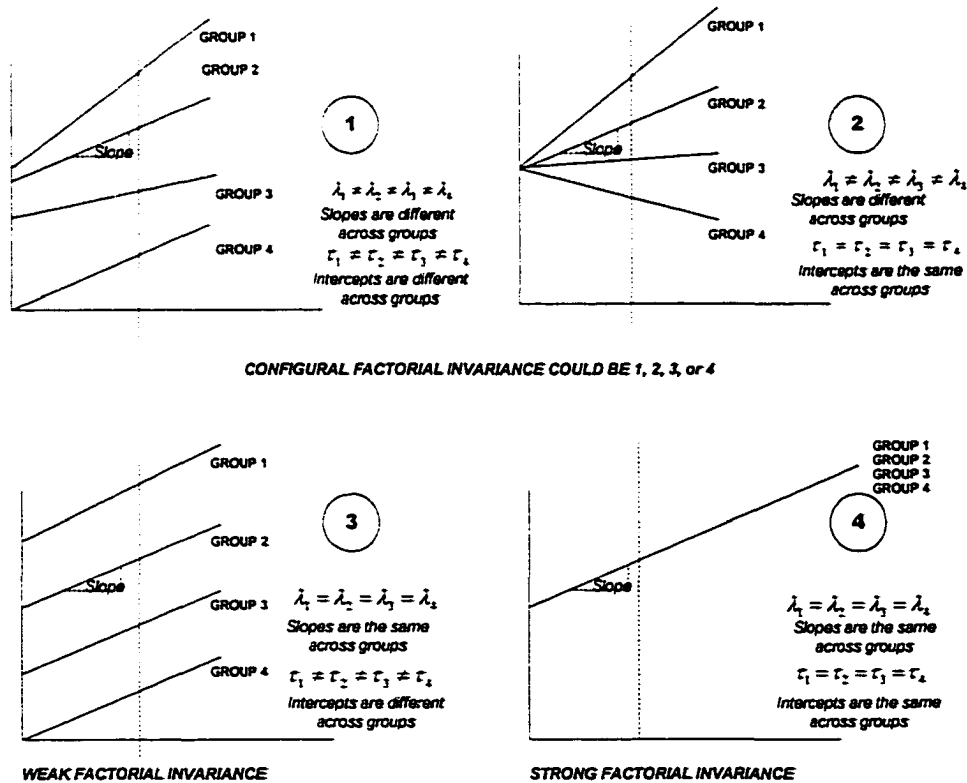 GROUP 1
GROUP 2
Slope
GROUP 3
GROUP 4
1
λ₁ ≠ λ₂ ≠ λ₃ ≠ λ₄
Slopes are different
across groups
τ₁ ≠ τ₂ ≠ τ₃ ≠ τ₄
Intercepts are different
across groups
GROUP 1
GROUP 2
Slope
GROUP 3
GROUP 4
2
λ₁ ≠ λ₂ ≠ λ₃ ≠ λ₄
Slopes are different
across groups
τ₁ = τ₂ = τ₃ = τ₄
Intercepts are the same
across groups
CONFIGURAL FACTORIAL INVARIANCE COULD BE 1, 2, 3, or 4
GROUP 1
GROUP 2
Slope
GROUP 3
GROUP 4
3
λ₁ = λ₂ = λ₃ = λ₄
Slopes are the same
across groups
τ₁ ≠ τ₂ ≠ τ₃ ≠ τ₄
Intercepts are different
across groups
WEAK FACTORIAL INVARIANCE
GROUP 1
GROUP 2
GROUP 3
GROUP 4
4
Slope
λ₁ = λ₂ = λ₃ = λ₄
Slopes are the same
across groups
τ₁ = τ₂ = τ₃ = τ₄
Intercepts are the same
across groups
STRONG FACTORIAL INVARIANCE